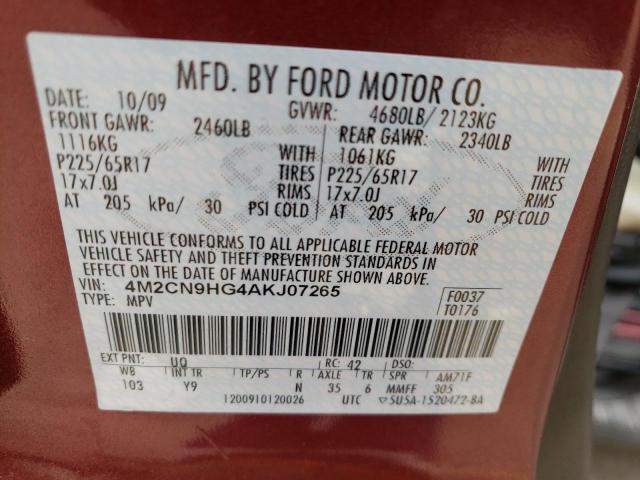 MFD. BY FORD MOTOR CO.
DATE: 10/09 GVWR: 4680LB/ 2123KG
FRONT GAWR: 2460LB REAR GAWR: 2340LB
1116KG WITH 1061KG WITH
P225/65R17 TIRES P225/65R17 TIRES
17x7.0J RIMS 17x7.0J RIMS
AT 205 kPa/ 30 PSI COLD AT 205 kPa/ 30 PSI COLD
THIS VEHICLE CONFORMS TO ALL APPLICABLE FEDERAL MOTOR
VEHICLE SAFETY AND THEFT PREVENTION STANDARDS IN
EFFECT ON THE DATE OF MANUFACTURE SHOWN ABOVE.
VIN: 4M2CN9HG4AKJ07265 F0037
TYPE: MPV T0176
EXT PNT: UQ RC: 42 DSO:
WB INT TR TP/PS R AXLE TR SPR AM71F
103 Y9 N 35 6 MMFF 305
1200910120026 UTC 5U5A-1520472-BA